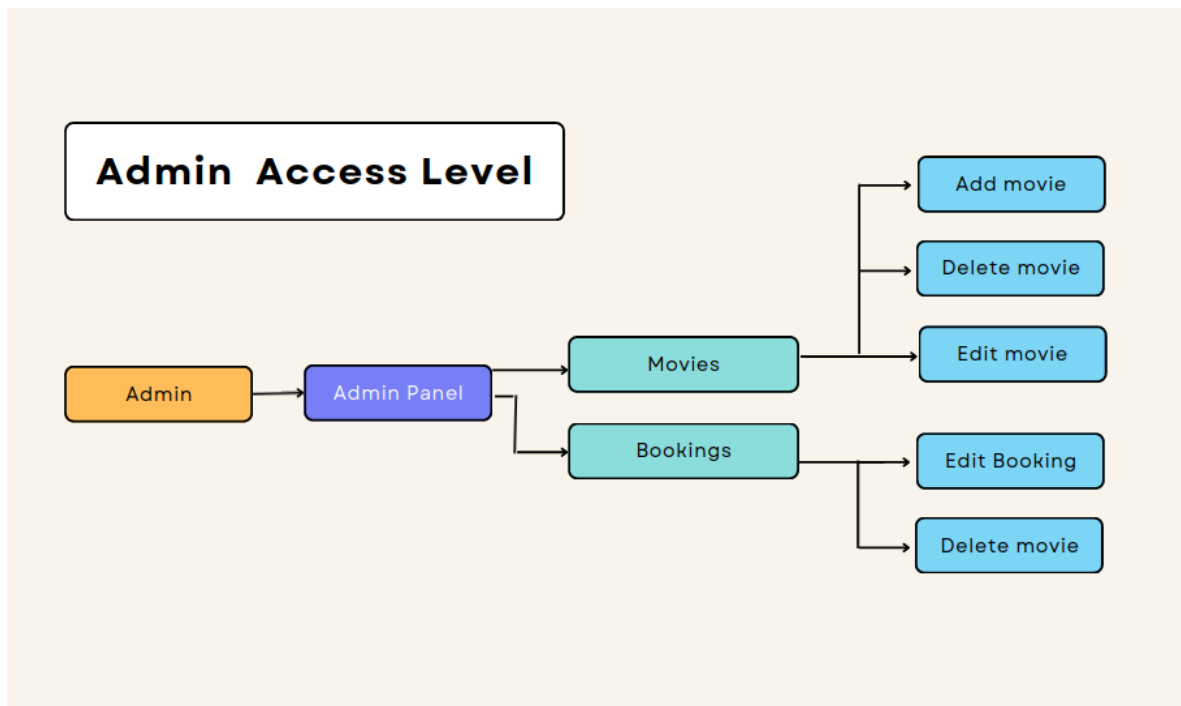 Admin Access Level
Add movie
Delete movie
Edit movie
Movies
Admin
Admin Panel
Bookings
Edit Booking
Delete movie